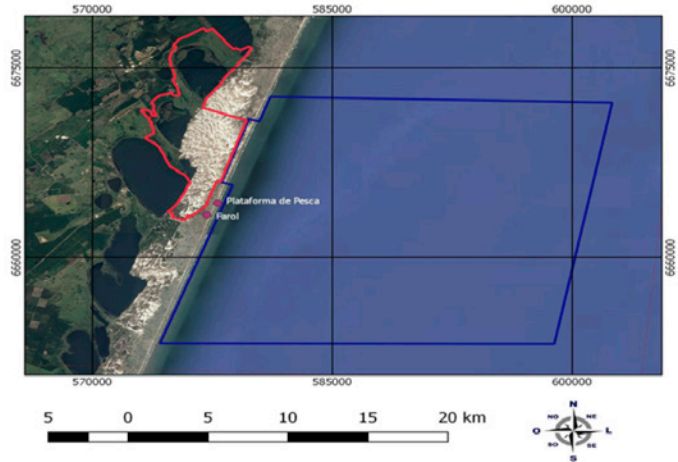 570000 585000 600000
6675000 6675000
Plataforma de Pesca
Farol
6660000 6660000
570000 585000 600000
5 0 5 10 15 20 km
N
NO NE
O L
SO SE
S